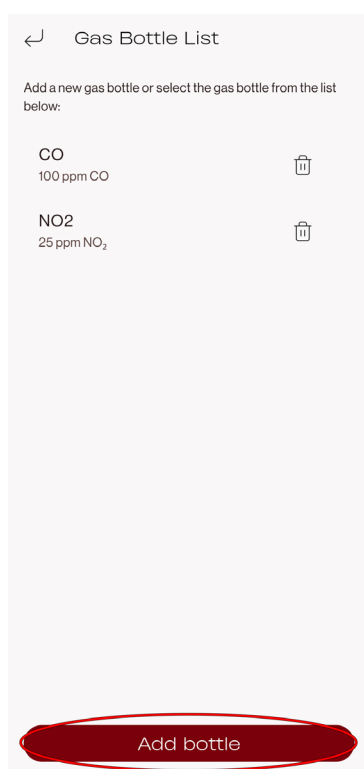 Gas Bottle List
Add a new gas bottle or select the gas bottle from the list
below:
CO
100 ppm CO
NO2
25 ppm NO₂
Add bottle